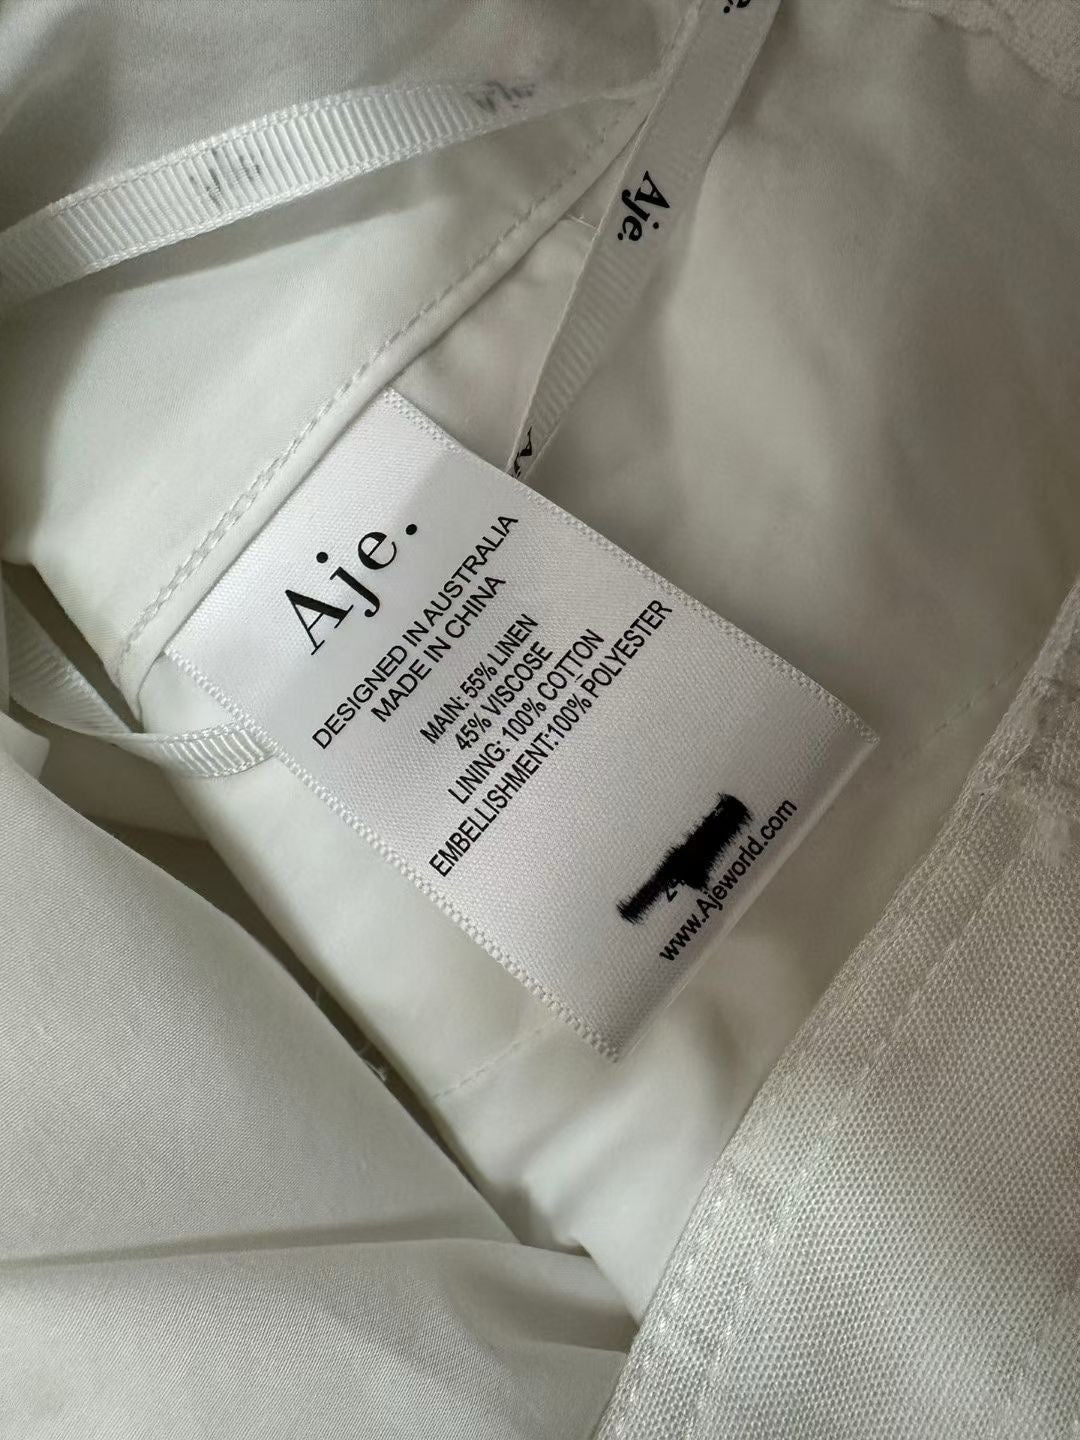 Aje.
Aje.
DESIGNED IN AUSTRALIA
MADE IN CHINA
MAIN: 55% LINEN
45% VISCOSE
LINING: 100% COTTON
EMBELLISHMENT:100% POLYESTER
www.Ajeworld.com